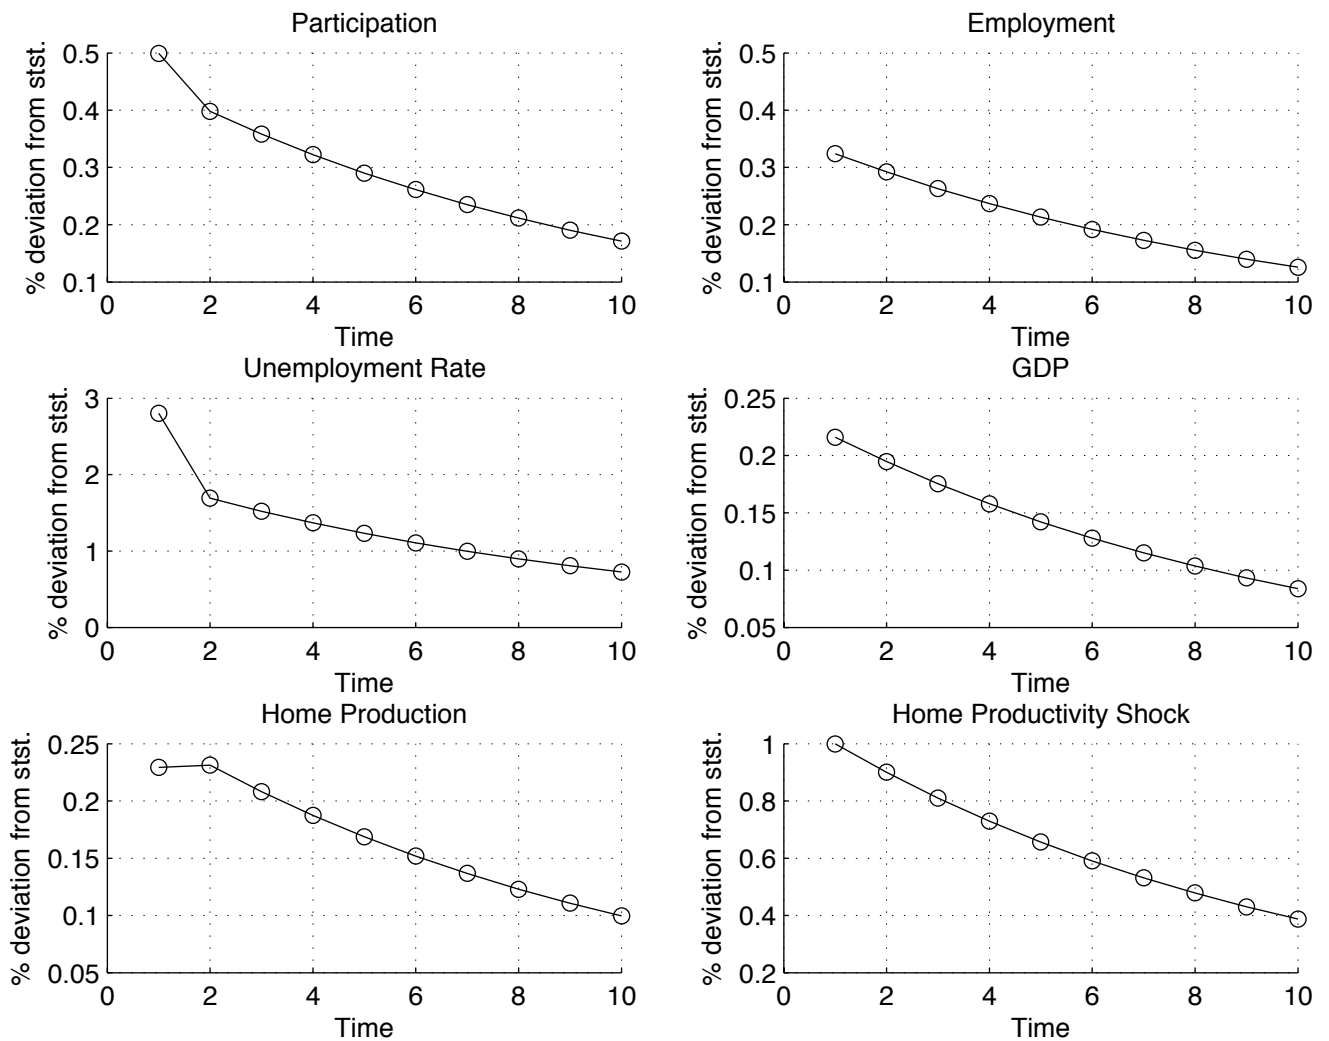 Participation
% deviation from stst.
0.5
0.4
0.3
0.2
0.1
0 2 4 6 8 10
Time
Employment
% deviation from stst.
0.5
0.4
0.3
0.2
0.1
0 2 4 6 8 10
Time
Unemployment Rate
% deviation from stst.
3
2
1
0
0 2 4 6 8 10
Time
GDP
% deviation from stst.
0.25
0.2
0.15
0.1
0.05
0 2 4 6 8 10
Time
Home Production
% deviation from stst.
0.25
0.2
0.15
0.1
0.05
0 2 4 6 8 10
Time
Home Productivity Shock
% deviation from stst.
1
0.8
0.6
0.4
0.2
0 2 4 6 8 10
Time